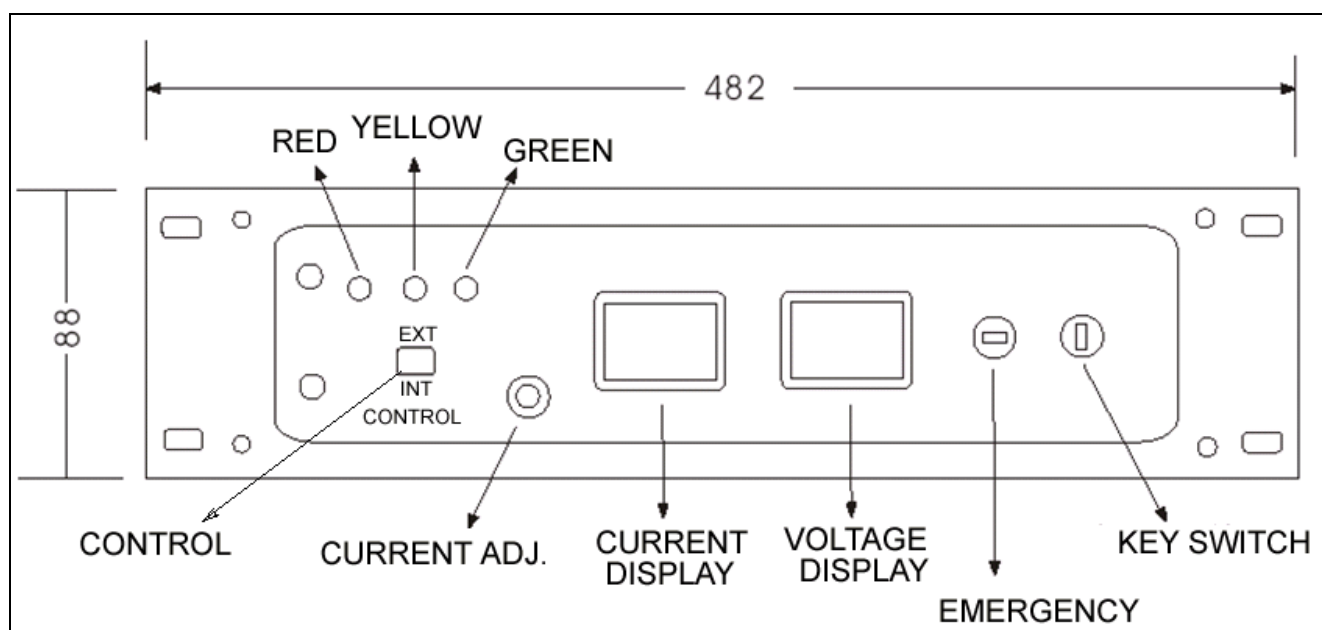 482
RED
YELLOW
GREEN
88
EXT
INT
CONTROL
CONTROL
CURRENT ADJ.
CURRENT
DISPLAY
VOLTAGE
DISPLAY
KEY SWITCH
EMERGENCY